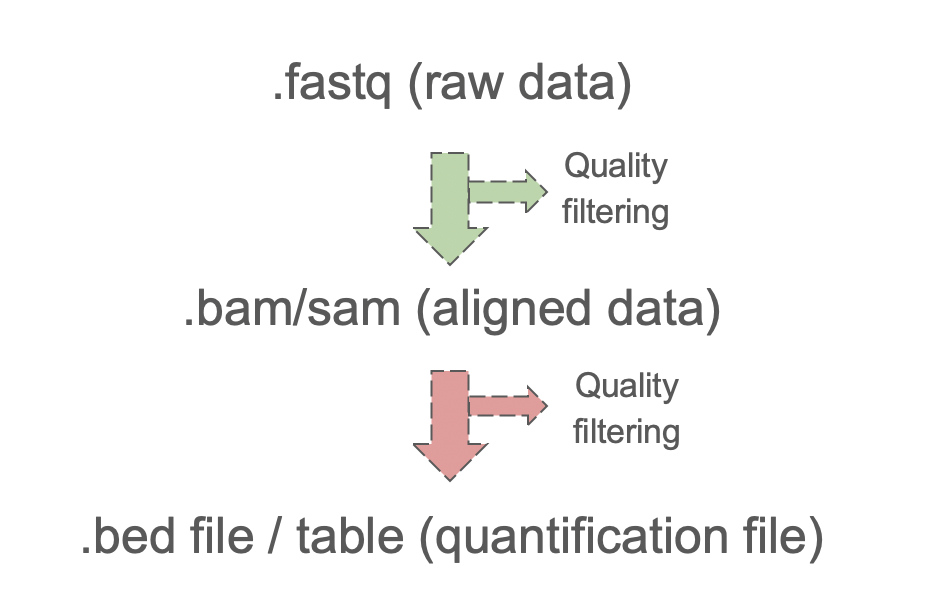 .fastq (raw data)
Quality
filtering
.bam/sam (aligned data)
Quality
filtering
.bed file / table (quantification file)